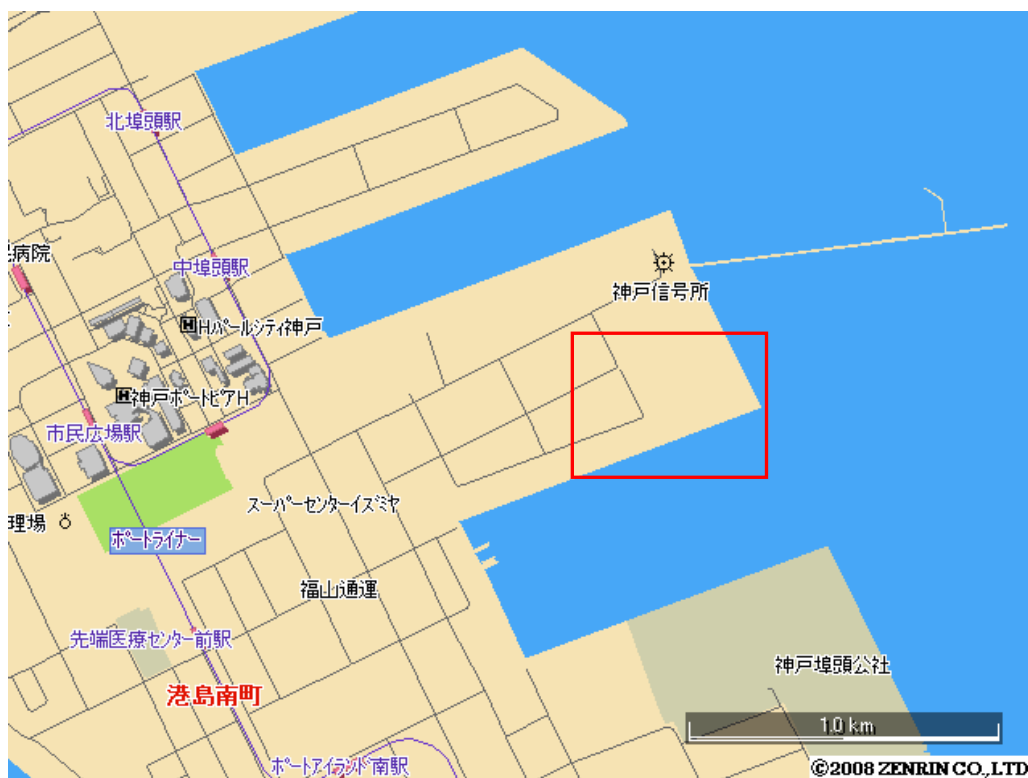 北埠頭駅
病院
中埠頭駅
神戸信号所
Hパールシティ神戸
神戸ポートピアH
市民広場駅
スーパーセンターイズミヤ
理場
ポートライナー
福山通運
先端医療センター前駅
神戸埠頭公社
港島南町
1.0 km
ポートアイランド南駅
©2008 ZENRIN CO., LTD